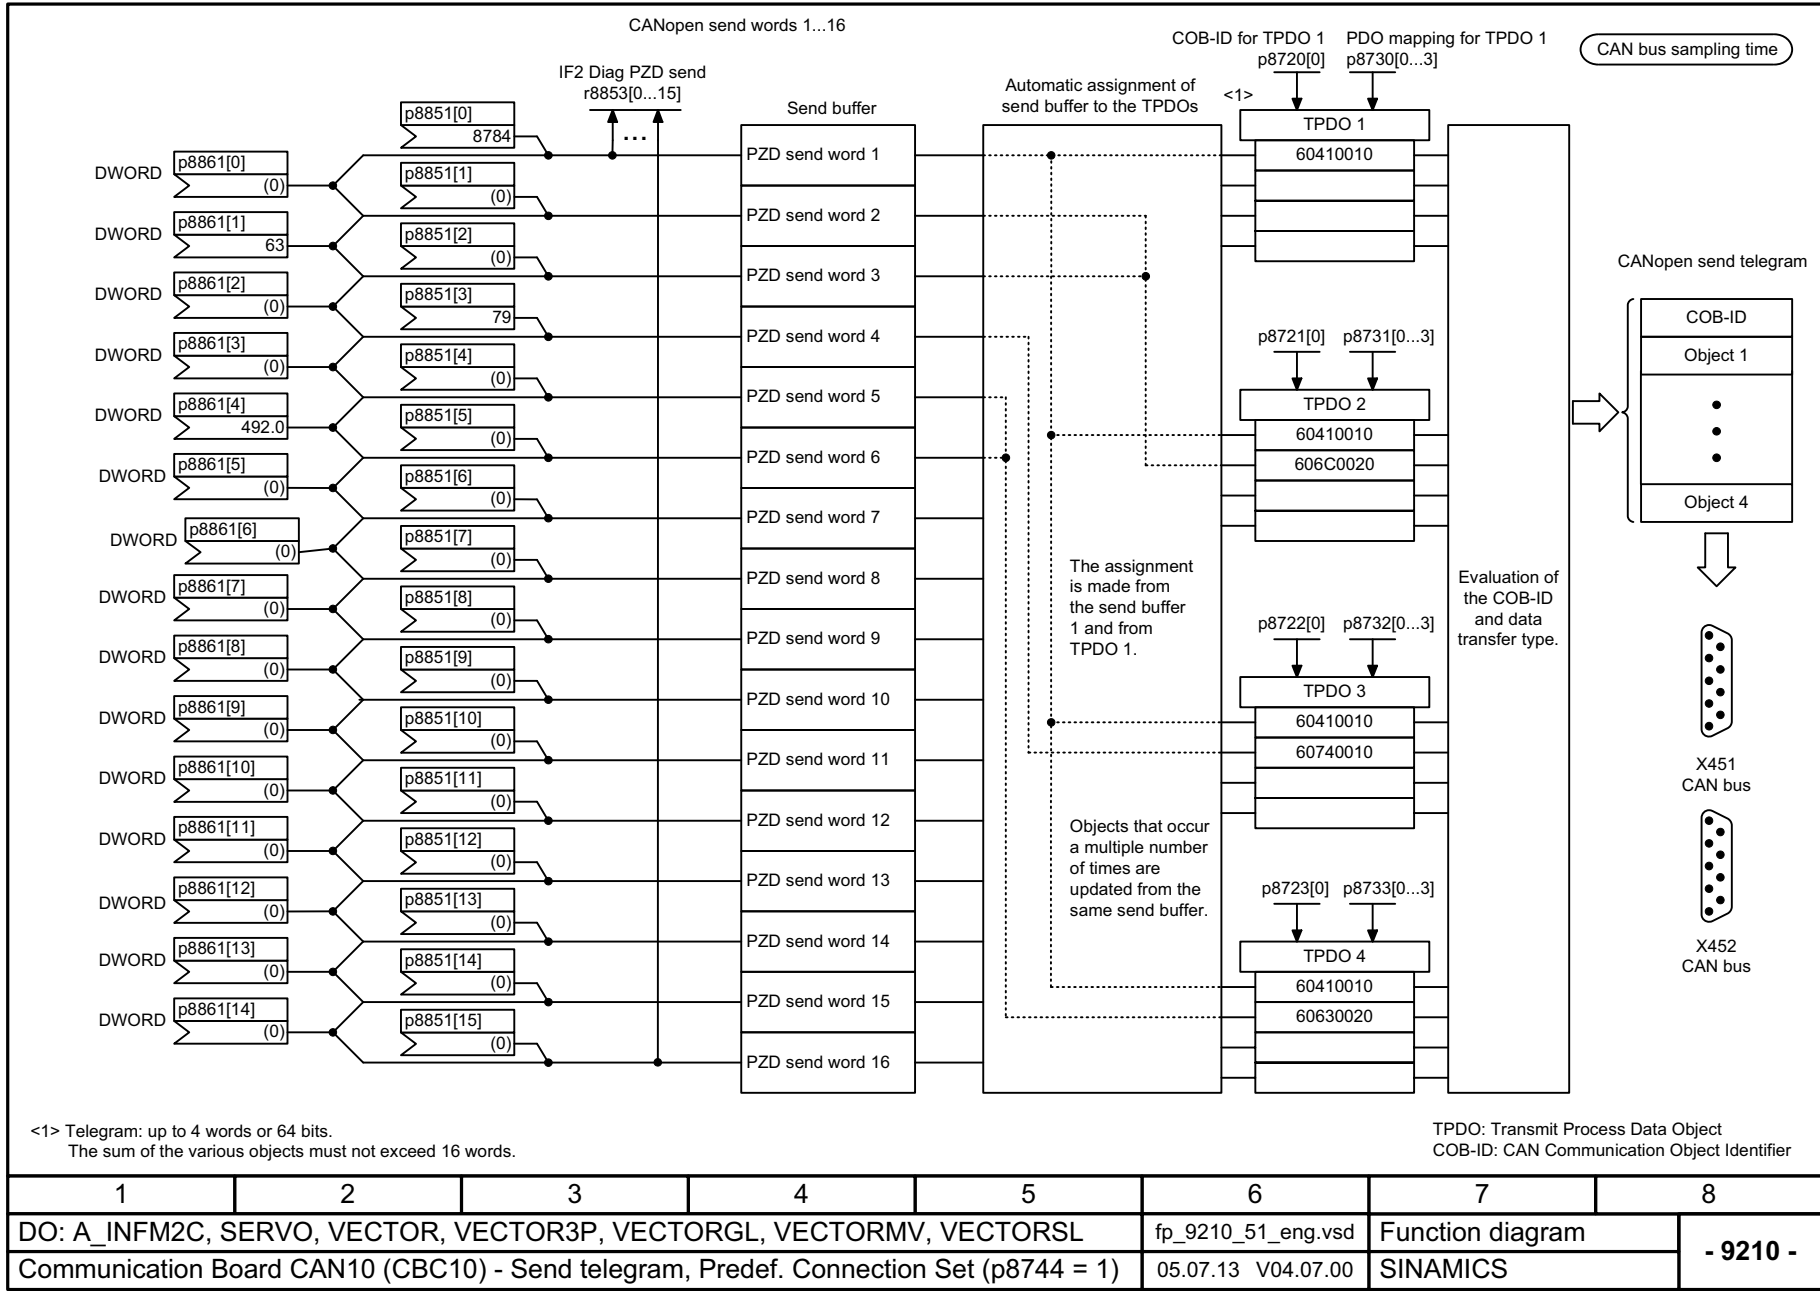 CANopen send words 1...16
COB-ID for TPDO 1
p8720[0]
PDO mapping for TPDO 1
p8730[0...3]
CAN bus sampling time
IF2 Diag PZD send
r8853[0...15]
...
Send buffer
Automatic assignment of
send buffer to the TPDOs
<1>
DWORD
p8861[0]
(0)
DWORD
p8861[1]
63
DWORD
p8861[2]
(0)
DWORD
p8861[3]
(0)
DWORD
p8861[4]
492.0
DWORD
p8861[5]
(0)
DWORD
p8861[6]
(0)
DWORD
p8861[7]
(0)
DWORD
p8861[8]
(0)
DWORD
p8861[9]
(0)
DWORD
p8861[10]
(0)
DWORD
p8861[11]
(0)
DWORD
p8861[12]
(0)
DWORD
p8861[13]
(0)
DWORD
p8861[14]
(0)
p8851[0]
8784
p8851[1]
(0)
p8851[2]
(0)
p8851[3]
79
p8851[4]
(0)
p8851[5]
(0)
p8851[6]
(0)
p8851[7]
(0)
p8851[8]
(0)
p8851[9]
(0)
p8851[10]
(0)
p8851[11]
(0)
p8851[12]
(0)
p8851[13]
(0)
p8851[14]
(0)
p8851[15]
(0)
PZD send word 1
PZD send word 2
PZD send word 3
PZD send word 4
PZD send word 5
PZD send word 6
PZD send word 7
PZD send word 8
PZD send word 9
PZD send word 10
PZD send word 11
PZD send word 12
PZD send word 13
PZD send word 14
PZD send word 15
PZD send word 16
The assignment
is made from
the send buffer
1 and from
TPDO 1.
Objects that occur
a multiple number
of times are
updated from the
same send buffer.
TPDO 1
60410010
p8721[0]
p8731[0...3]
TPDO 2
60410010
606C0020
p8722[0]
p8732[0...3]
TPDO 3
60410010
60740010
p8723[0]
p8733[0...3]
TPDO 4
60410010
60630020
Evaluation of
the COB-ID
and data
transfer type.
CANopen send telegram
COB-ID
Object 1
Object 4
X451
CAN bus
X452
CAN bus
<1> Telegram: up to 4 words or 64 bits.
The sum of the various objects must not exceed 16 words.
TPDO: Transmit Process Data Object
COB-ID: CAN Communication Object Identifier
1 2 3 4 5 6 7 8
DO: A_INFM2C, SERVO, VECTOR, VECTOR3P, VECTORGL, VECTORMV, VECTORSL
fp_9210_51_eng.vsd
Function diagram
- 9210 -
Communication Board CAN10 (CBC10) - Send telegram, Predef. Connection Set (p8744 = 1)
05.07.13 V04.07.00
SINAMICS